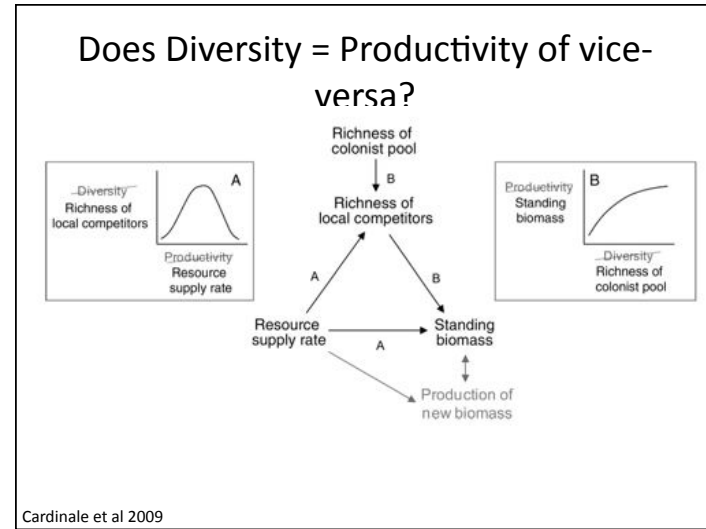 Does Diversity = Productivity of vice-
versa?
Richness of
colonist pool
B
Richness of
local competitors
A
Diversity
Richness of
local competitors
Productivity
Resource
supply rate
B
Productivity
Standing
biomass
Diversity
Richness of
colonist pool
A
B
Resource
supply rate
A
Standing
biomass
Production of
new biomass
Cardinale et al 2009